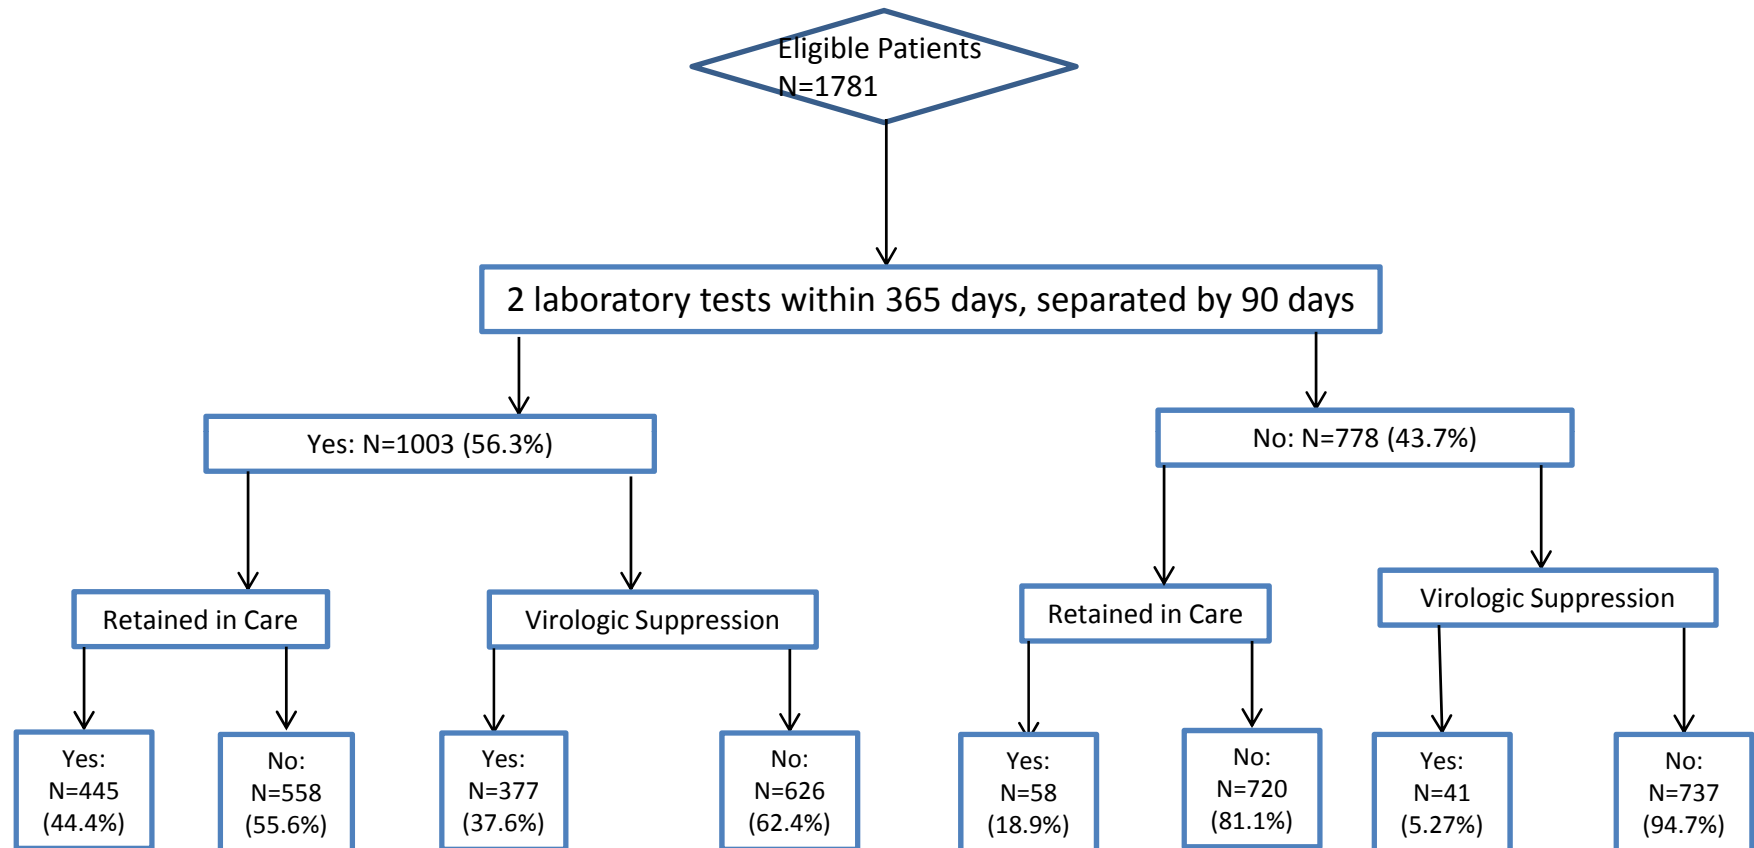 Eligible Patients
N=1781
2 laboratory tests within 365 days, separated by 90 days
Yes: N=1003 (56.3%)
No: N=778 (43.7%)
Retained in Care
Virologic Suppression
Retained in Care
Virologic Suppression
Yes:
N=445
(44.4%)
No:
N=558
(55.6%)
Yes:
N=377
(37.6%)
No:
N=626
(62.4%)
Yes:
N=58
(18.9%)
No:
N=720
(81.1%)
Yes:
N=41
(5.27%)
No:
N=737
(94.7%)